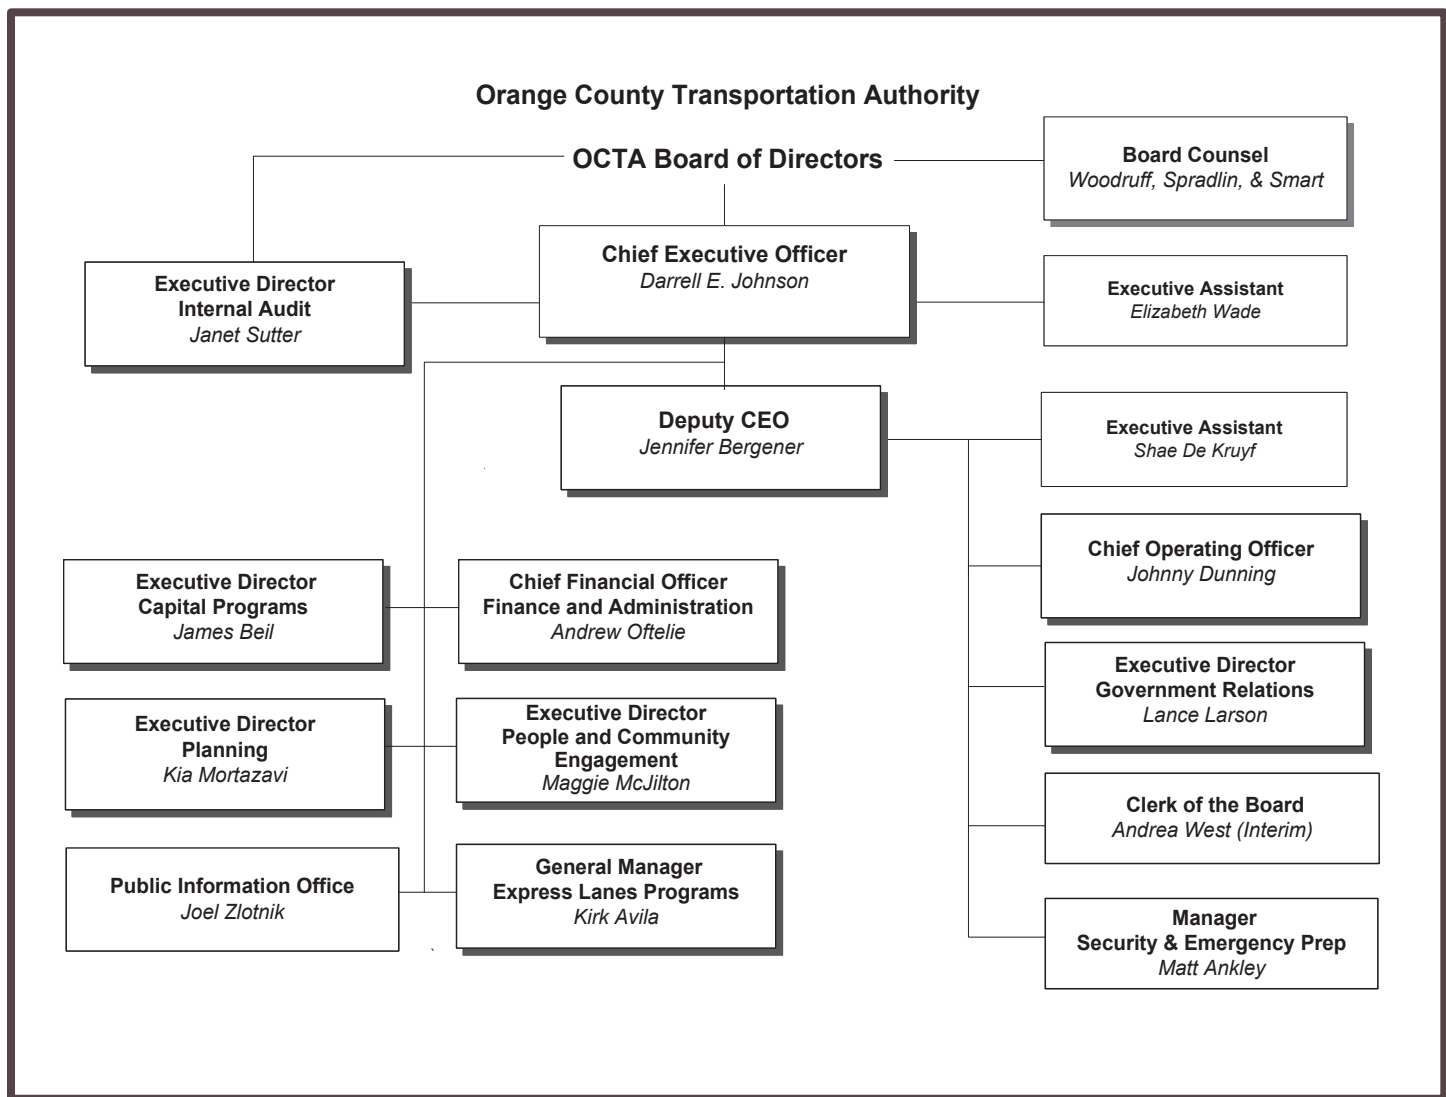 Orange County Transportation Authority
OCTA Board of Directors
Board Counsel
Woodruff, Spradlin, & Smart
Chief Executive Officer
Darrell E. Johnson
Executive Director
Internal Audit
Janet Sutter
Executive Assistant
Elizabeth Wade
Deputy CEO
Jennifer Bergener
Executive Assistant
Shae De Kruyf
Chief Operating Officer
Johnny Dunning
Executive Director
Capital Programs
James Beil
Chief Financial Officer
Finance and Administration
Andrew Oftelie
Executive Director
Government Relations
Lance Larson
Executive Director
Planning
Kia Mortazavi
Executive Director
People and Community
Engagement
Maggie McJilton
Clerk of the Board
Andrea West (Interim)
Public Information Office
Joel Zlotnik
General Manager
Express Lanes Programs
Kirk Avila
Manager
Security & Emergency Prep
Matt Ankley